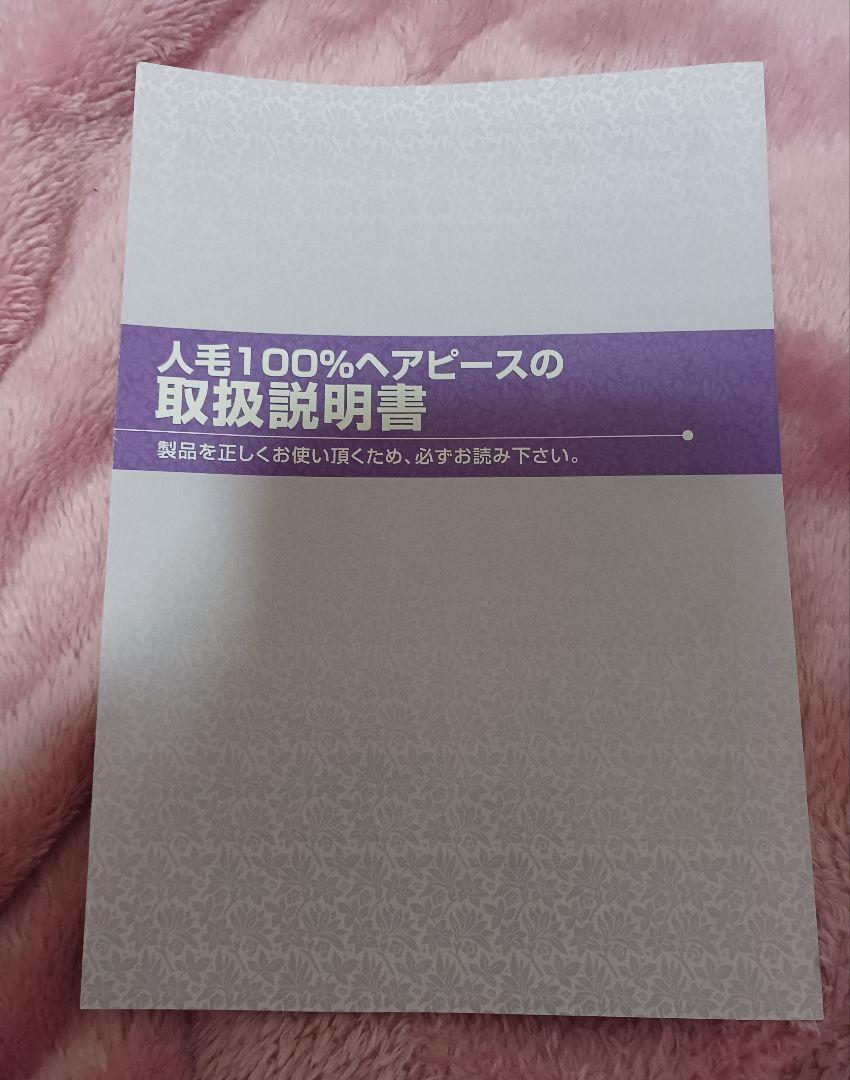 人毛100%ヘアピースの
取扱説明書
製品を正しくお使い頂くため、必ずお読み下さい。